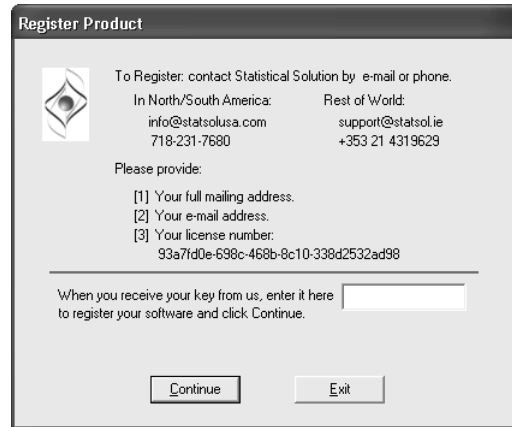 Register Product
To Register: contact Statistical Solution by e-mail or phone.
In North/South America:
Rest of World:
info@statsolusa.com
support@statsol.ie
718-231-7680
+353 21 4319629
Please provide:
[1] Your full mailing address.
[2] Your e-mail address.
[3] Your license number:
93a7fd0e-698c-468b-8c10-338d2532ad98
When you receive your key from us, enter it here
to register your software and click Continue.
Continue
Exit